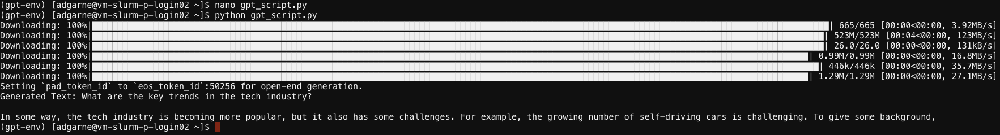 (gpt-env) [adgarne@vm-slurm-p-login02 ~]$ nano gpt_script.py
(gpt-env) [adgarne@vm-slurm-p-login02 ~]$ python gpt_script.py
Downloading: 100%| | 665/665 [00:00<00:00, 3.92MB/s]
Downloading: 100%| | 523M/523M [00:04<00:00, 123MB/s]
Downloading: 100%| | 26.0/26.0 [00:00<00:00, 131kB/s]
Downloading: 100%| | 0.99M/0.99M [00:00<00:00, 16.8MB/s]
Downloading: 100%| | 446k/446k [00:00<00:00, 35.7MB/s]
Downloading: 100%| | 1.29M/1.29M [00:00<00:00, 27.1MB/s]
Setting `pad_token_id` to `eos_token_id`:50256 for open-end generation.
Generated Text: What are the key trends in the tech industry?
In some way, the tech industry is becoming more popular, but it also has some challenges. For example, the growing number of self-driving cars is challenging. To give some background,
(gpt-env) [adgarne@vm-slurm-p-login02 ~]$